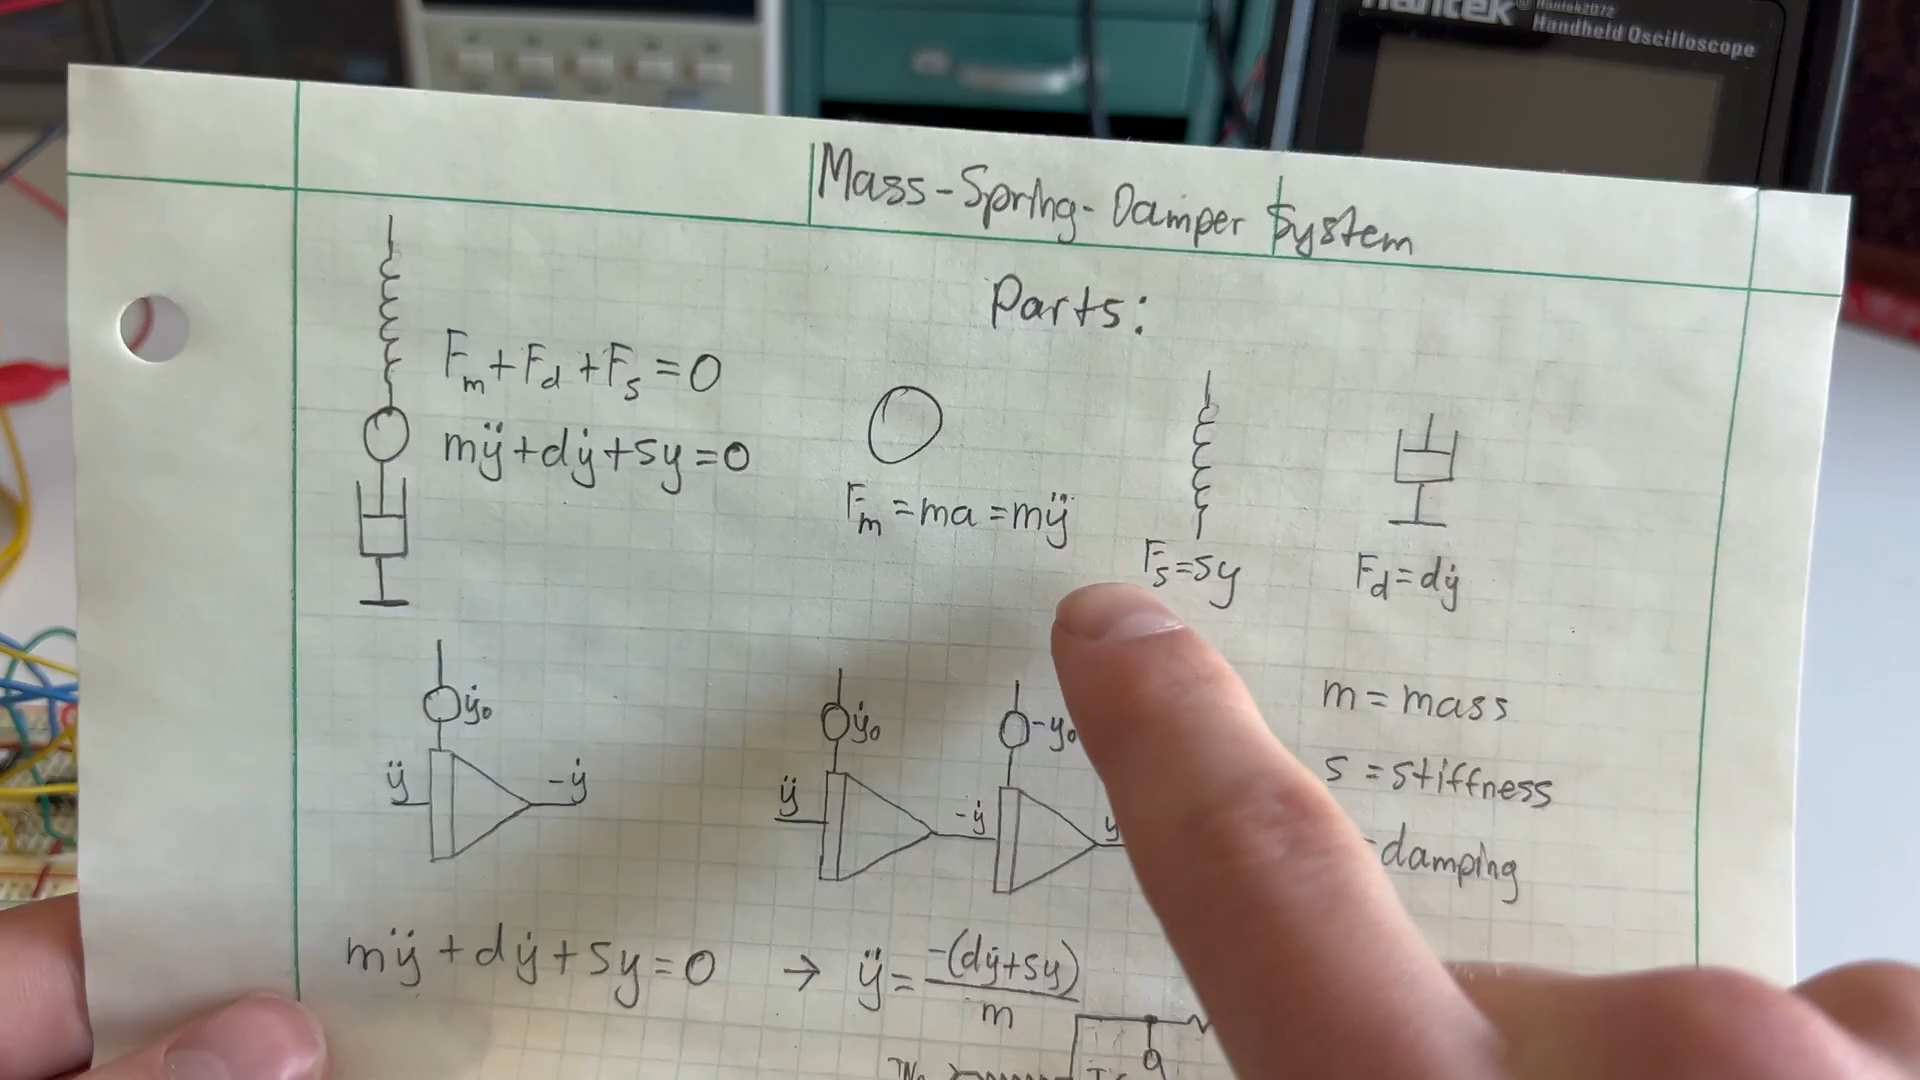 Hantek® Hantek2D72
Handheld Oscilloscope
Mass-Spring-Damper System
Parts:
Fm+Fd+Fs=0
mÿ+dẏ+sy=0
Fm=ma=mÿ
Fs=sy
Fd=dẏ
ẏ₀
ÿ
-ẏ
ẏ₀
-y₀
ÿ
-ẏ
y
m = mass
s = stiffness
damping
mÿ+dẏ+sy=0 → ÿ=-(dẏ+sy)/m